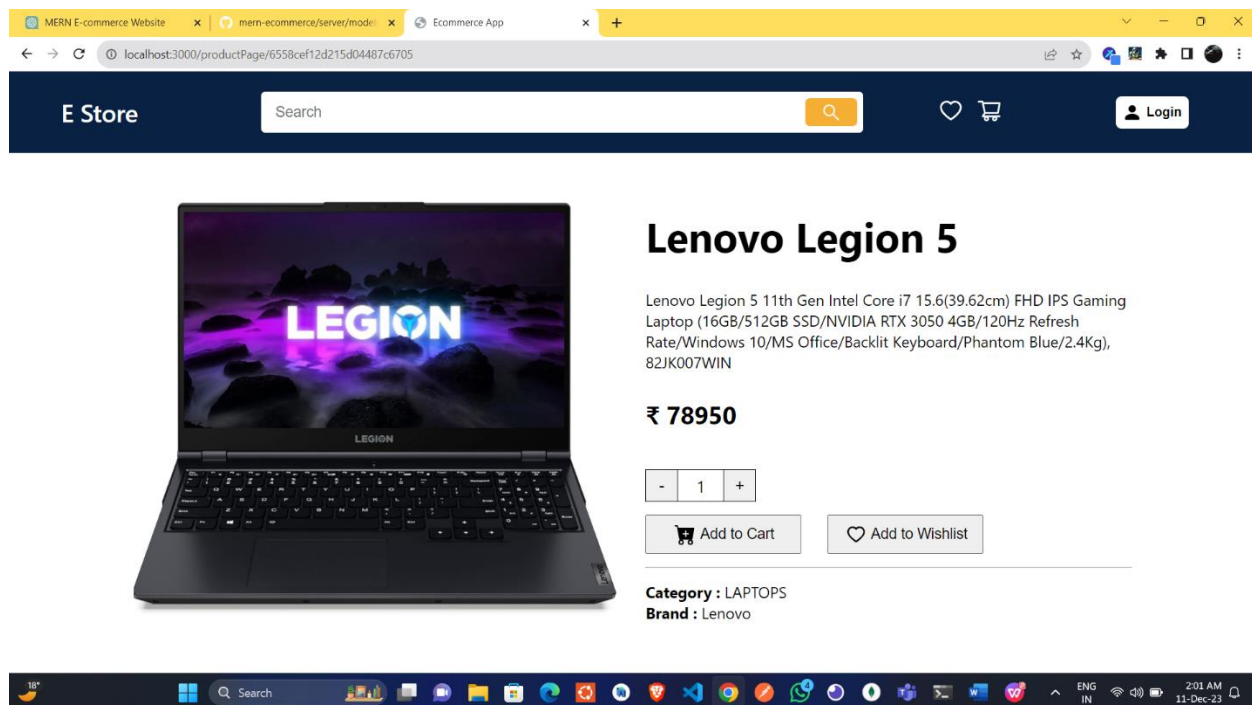 MERN E-commerce Website
mern-ecommerce/server/model
Ecommerce App
localhost:3000/productPage/6558cef12d215d04487c6705
E Store
Search
Login
LEGION
LEGION
Lenovo Legion 5
Lenovo Legion 5 11th Gen Intel Core i7 15.6(39.62cm) FHD IPS Gaming
Laptop (16GB/512GB SSD/NVIDIA RTX 3050 4GB/120Hz Refresh
Rate/Windows 10/MS Office/Backlit Keyboard/Phantom Blue/2.4Kg),
82JK007WIN
₹ 78950
- 1 +
Add to Cart
Add to Wishlist
Category : LAPTOPS
Brand : Lenovo
Lenovo
18°
Search
4
ENG
IN
2:01 AM
11-Dec-23